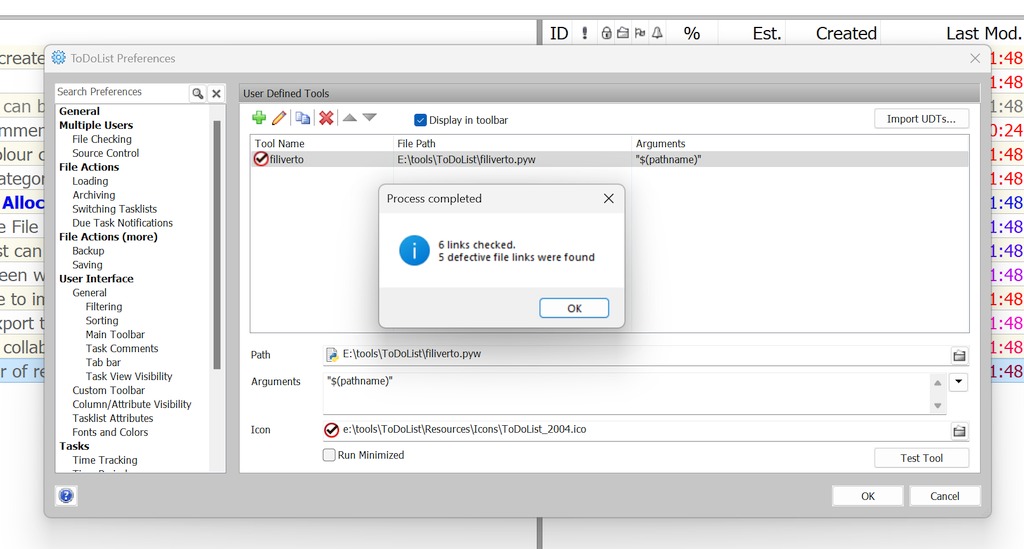 ID % Est. Created Last Mod.
create
can b
mmer
olour c
ategor
Alloc
e File
st can
een w
e to im
xport t
collab
r of re
1:48
1:48
1:48
0:24
1:48
1:48
1:48
1:48
1:48
1:48
1:48
1:48
1:48
1:48
ToDoList Preferences
Search Preferences
General
Multiple Users
File Checking
Source Control
File Actions
Loading
Archiving
Switching Tasklists
Due Task Notifications
File Actions (more)
Backup
Saving
User Interface
General
Filtering
Sorting
Main Toolbar
Task Comments
Tab bar
Task View Visibility
Custom Toolbar
Column/Attribute Visibility
Tasklist Attributes
Fonts and Colors
Tasks
Time Tracking
User Defined Tools
Display in toolbar
Import UDTs...
Tool Name File Path Arguments
filiverto E:\tools\ToDoList\filiverto.pyw "$(pathname)"
Process completed
6 links checked.
5 defective file links were found
OK
Path E:\tools\ToDoList\filiverto.pyw
Arguments "$(pathname)"
Icon e:\tools\ToDoList\Resources\Icons\ToDoList_2004.ico
Run Minimized
Test Tool
OK Cancel